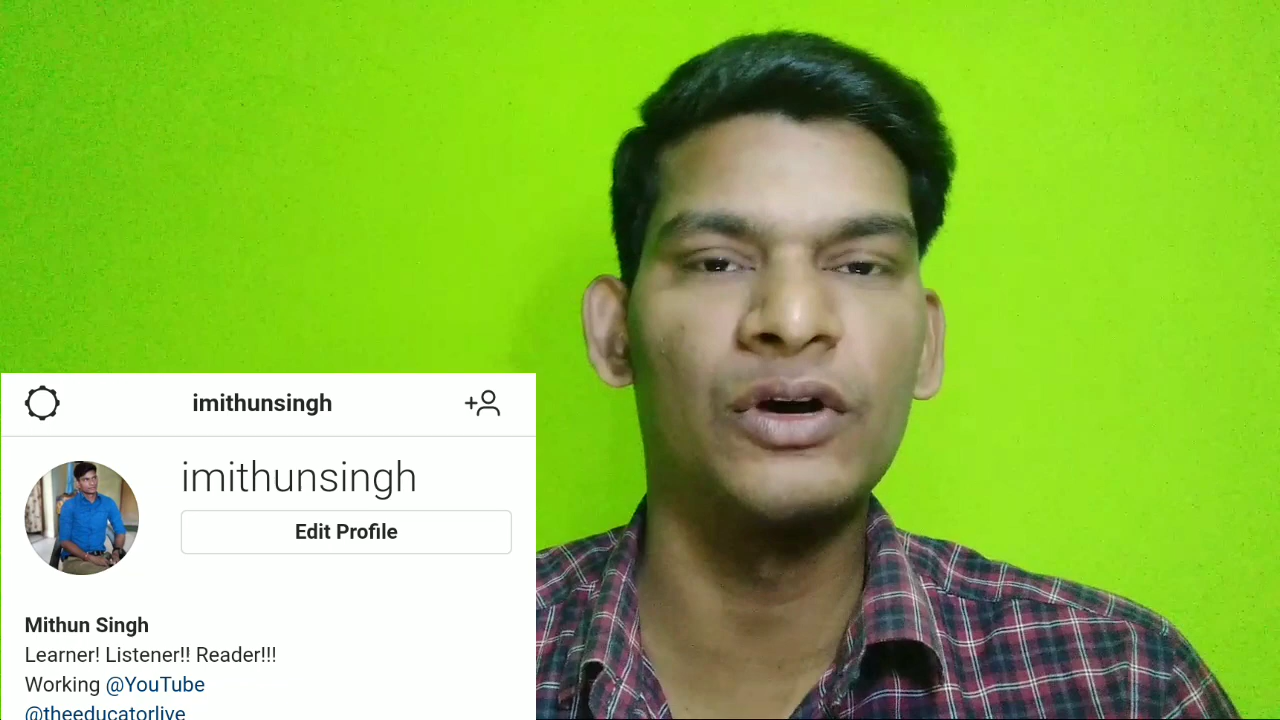 imithunsingh
imithunsingh
Edit Profile
Mithun Singh
Learner! Listener!! Reader!!!
Working @YouTube
@theeducatorlive